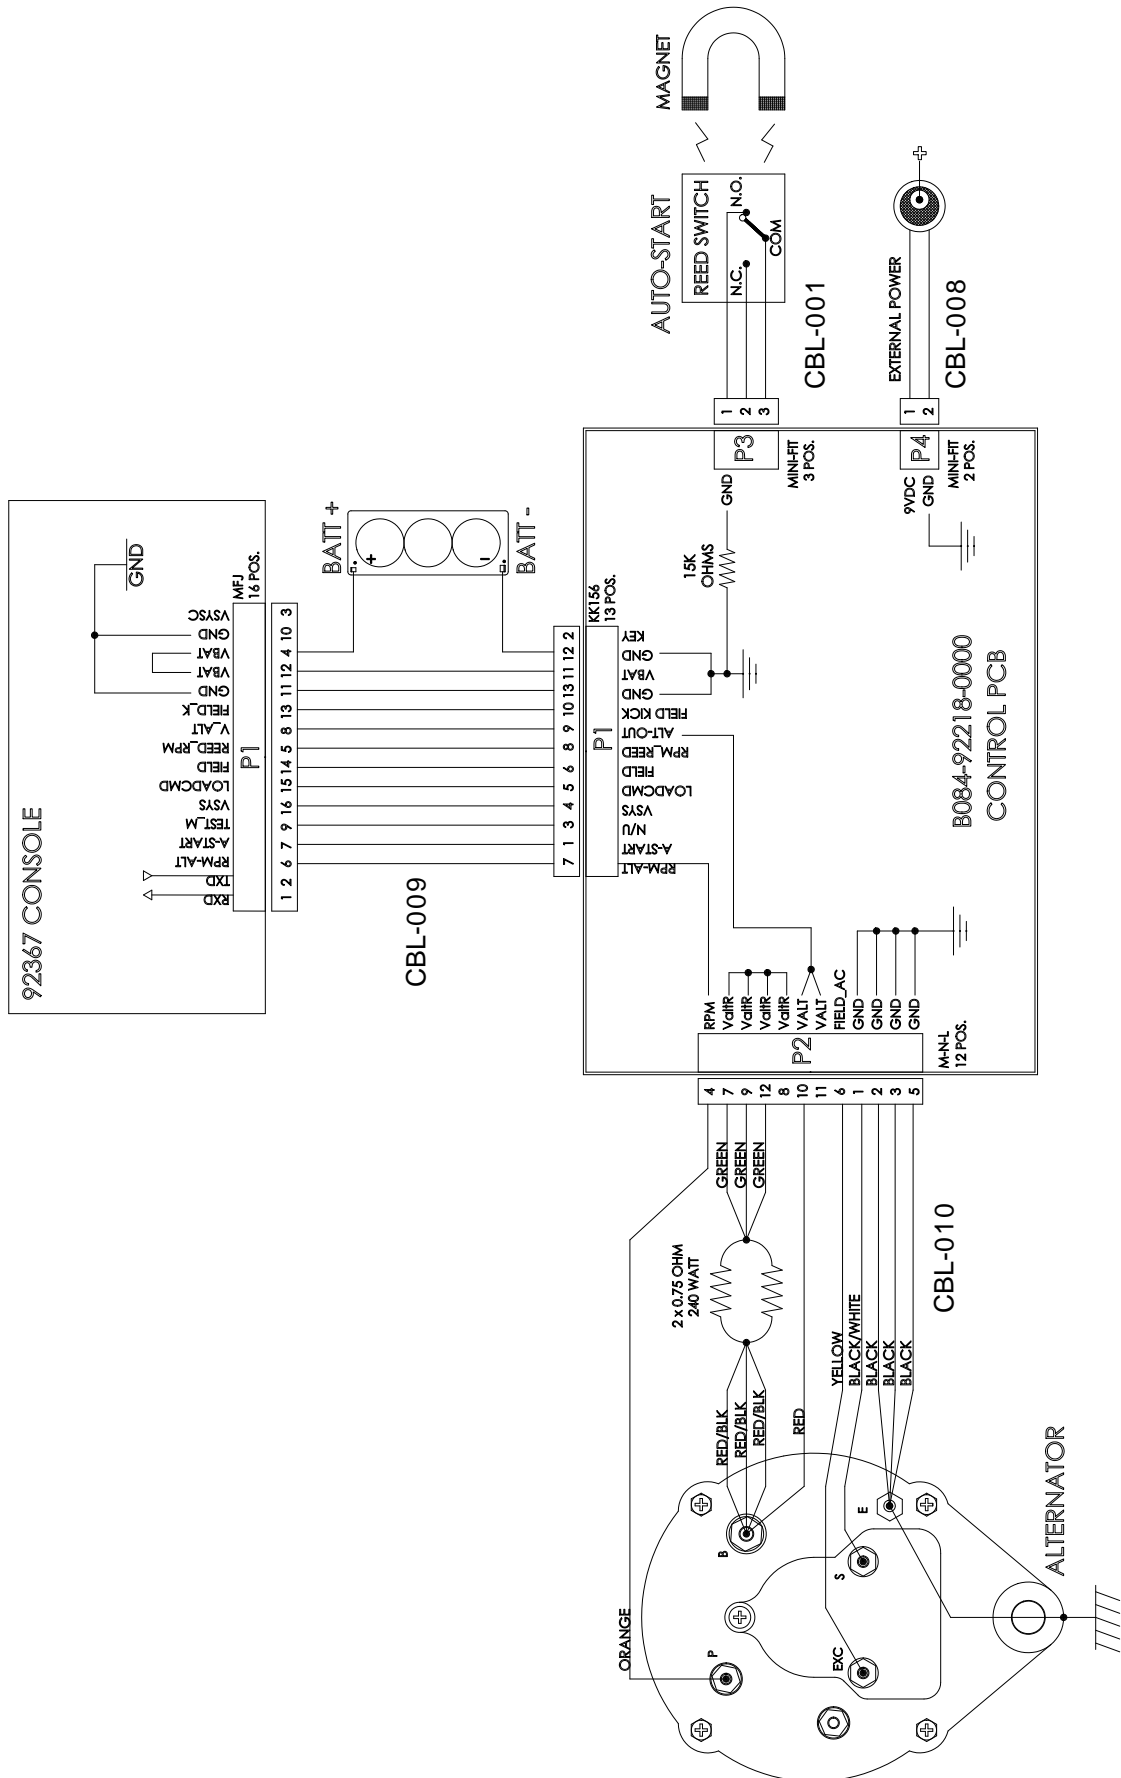 MAGNET
AUTO-START
REED SWITCH
N.C.
N.O.
COM
CBL-001
EXTERNAL POWER
CBL-008
1
2
3
1
2
P3
MINI-FIT
3 POS.
P4
MINI-FIT
2 POS.
GND
15K
OHMS
9VDC
GND
92367 CONSOLE
GND
MFJ
16 POS.
P1
RXD
TXD
RPM-ALT
A-START
TEST_M
VSYS
LOADCMD
FIELD
REED_RPM
V_ALT
FIELD_K
GND
VBAT
VBAT
GND
VSYSC
1 2 6 7 9 16 15 14 5 8 13 11 12 4 10 3
BATT +
BATT -
+
-
CBL-009
7 1 3 4 5 6 8 9 10 13 11 12 2
KK156
13 POS.
P1
RPM-ALT
A-START
N/U
VSYS
LOADCMD
FIELD
RPM_REED
ALT-OUT
FIELD KICK
GND
VBAT
GND
KEY
B084-92218-0000
CONTROL PCB
RPM
ValtR
ValtR
ValtR
ValtR
VALT
VALT
FIELD_AC
GND
GND
GND
GND
P2
M-N-L
12 POS.
4
7
9
12
8
10
11
6
1
2
3
5
GREEN
GREEN
GREEN
2 x 0.75 OHM
240 WATT
RED/BLK
RED/BLK
RED/BLK
RED
YELLOW
BLACK/WHITE
BLACK
BLACK
BLACK
CBL-010
ORANGE
P
B
EXC
S
E
ALTERNATOR